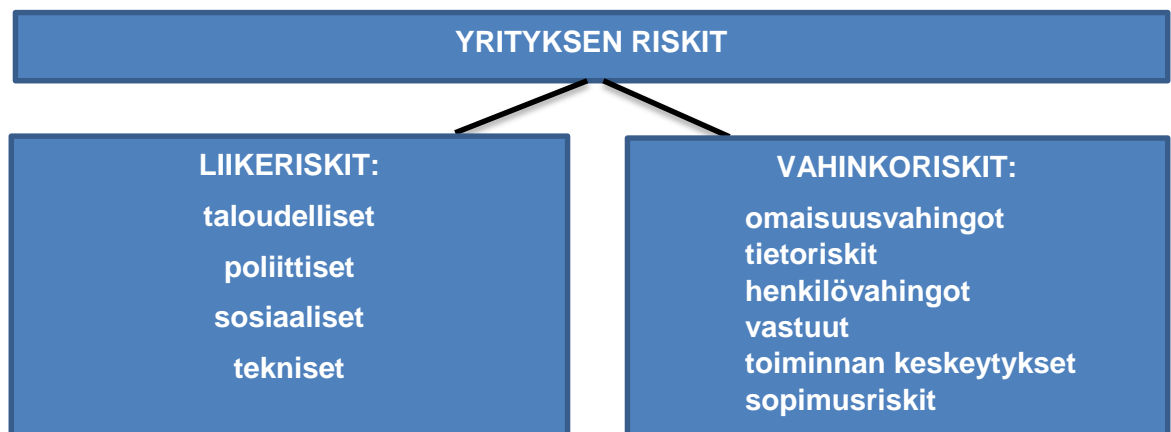 YRITYKSEN RISKIT
LIIKERISKIT:
taloudelliset
poliittiset
sosiaaliset
tekniset
VAHINKORISKIT:
omaisuusvahingot
tietoriskit
henkilövahingot
vastuut
toiminnan keskeytykset
sopimusriskit